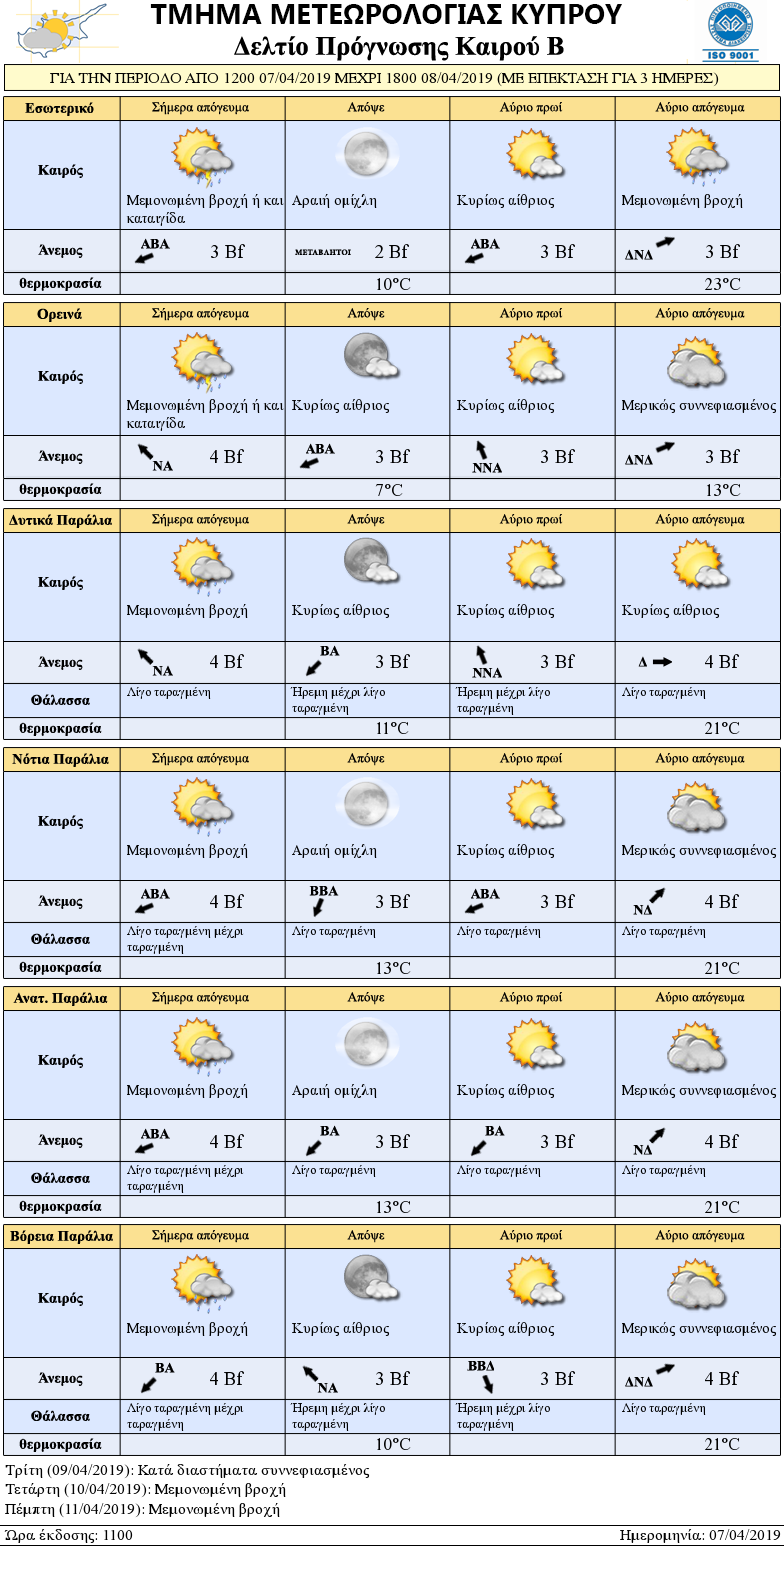 ΤΜΗΜΑ ΜΕΤΕΩΡΟΛΟΓΙΑΣ ΚΥΠΡΟΥ
Δελτίο Πρόγνωσης Καιρού Β
ISO 9001
ΓΙΑ ΤΗΝ ΠΕΡΙΟΔΟ ΑΠΟ 1200 07/04/2019 ΜΕΧΡΙ 1800 08/04/2019 (ΜΕ ΕΠΕΚΤΑΣΗ ΓΙΑ 3 ΗΜΕΡΕΣ)
Εσωτερικό Σήμερα απόγευμα Απόψε Αύριο πρωί Αύριο απόγευμα
Καιρός
Μεμονωμένη βροχή ή και Αραιή ομίχλη Κυρίως αίθριος Μεμονωμένη βροχή
καταιγίδα
Άνεμος ΑΒΑ 3 Bf ΜΕΤΑΒΛΗΤΟΙ 2 Bf ΑΒΑ 3 Bf ΔΝΔ 3 Bf
θερμοκρασία 10°C 23°C
Ορεινά Σήμερα απόγευμα Απόψε Αύριο πρωί Αύριο απόγευμα
Καιρός
Μεμονωμένη βροχή ή και Κυρίως αίθριος Κυρίως αίθριος Μερικώς συννεφιασμένος
καταιγίδα
Άνεμος ΝΑ 4 Bf ΑΒΑ 3 Bf ΝΝΑ 3 Bf ΔΝΔ 3 Bf
θερμοκρασία 7°C 13°C
Δυτικά Παράλια Σήμερα απόγευμα Απόψε Αύριο πρωί Αύριο απόγευμα
Καιρός
Μεμονωμένη βροχή Κυρίως αίθριος Κυρίως αίθριος Κυρίως αίθριος
Άνεμος ΝΑ 4 Bf ΒΑ 3 Bf ΝΝΑ 3 Bf Δ 4 Bf
Θάλασσα Λίγο ταραγμένη Ήρεμη μέχρι λίγο Ήρεμη μέχρι λίγο Λίγο ταραγμένη
ταραγμένη ταραγμένη
θερμοκρασία 11°C 21°C
Νότια Παράλια Σήμερα απόγευμα Απόψε Αύριο πρωί Αύριο απόγευμα
Καιρός
Μεμονωμένη βροχή Αραιή ομίχλη Κυρίως αίθριος Μερικώς συννεφιασμένος
Άνεμος ΑΒΑ 4 Bf ΒΒΑ 3 Bf ΑΒΑ 3 Bf ΝΔ 4 Bf
Θάλασσα Λίγο ταραγμένη μέχρι Λίγο ταραγμένη Λίγο ταραγμένη Λίγο ταραγμένη
ταραγμένη
θερμοκρασία 13°C 21°C
Ανατ. Παράλια Σήμερα απόγευμα Απόψε Αύριο πρωί Αύριο απόγευμα
Καιρός
Μεμονωμένη βροχή Αραιή ομίχλη Κυρίως αίθριος Μερικώς συννεφιασμένος
Άνεμος ΑΒΑ 4 Bf ΒΑ 3 Bf ΒΑ 3 Bf ΝΔ 4 Bf
Θάλασσα Λίγο ταραγμένη μέχρι Λίγο ταραγμένη Λίγο ταραγμένη Λίγο ταραγμένη
ταραγμένη
θερμοκρασία 13°C 21°C
Βόρεια Παράλια Σήμερα απόγευμα Απόψε Αύριο πρωί Αύριο απόγευμα
Καιρός
Μεμονωμένη βροχή Κυρίως αίθριος Κυρίως αίθριος Μερικώς συννεφιασμένος
Άνεμος ΒΑ 4 Bf ΝΑ 3 Bf ΒΒΔ 3 Bf ΔΝΔ 4 Bf
Θάλασσα Λίγο ταραγμένη μέχρι Ήρεμη μέχρι λίγο Ήρεμη μέχρι λίγο Λίγο ταραγμένη
ταραγμένη ταραγμένη ταραγμένη
θερμοκρασία 10°C 21°C
Τρίτη (09/04/2019): Κατά διαστήματα συννεφιασμένος
Τετάρτη (10/04/2019): Μεμονωμένη βροχή
Πέμπτη (11/04/2019): Μεμονωμένη βροχή
Ώρα έκδοσης: 1100 Ημερομηνία: 07/04/2019